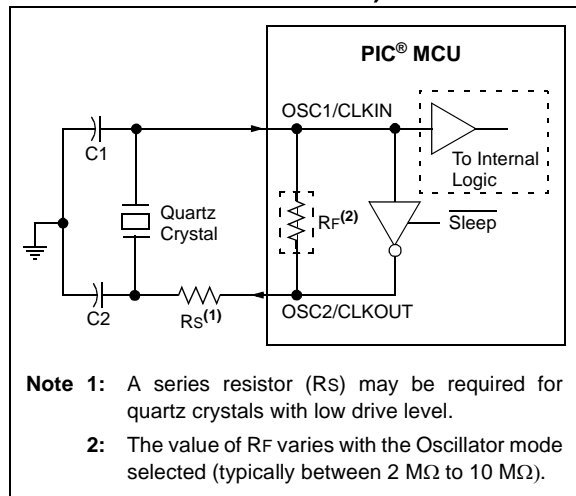 PIC® MCU
OSC1/CLKIN
C1
To Internal
Logic
Quartz
Crystal
RF(2)
Sleep
C2
RS(1)
OSC2/CLKOUT
Note 1: A series resistor (RS) may be required for
quartz crystals with low drive level.
2: The value of RF varies with the Oscillator mode
selected (typically between 2 MΩ to 10 MΩ).